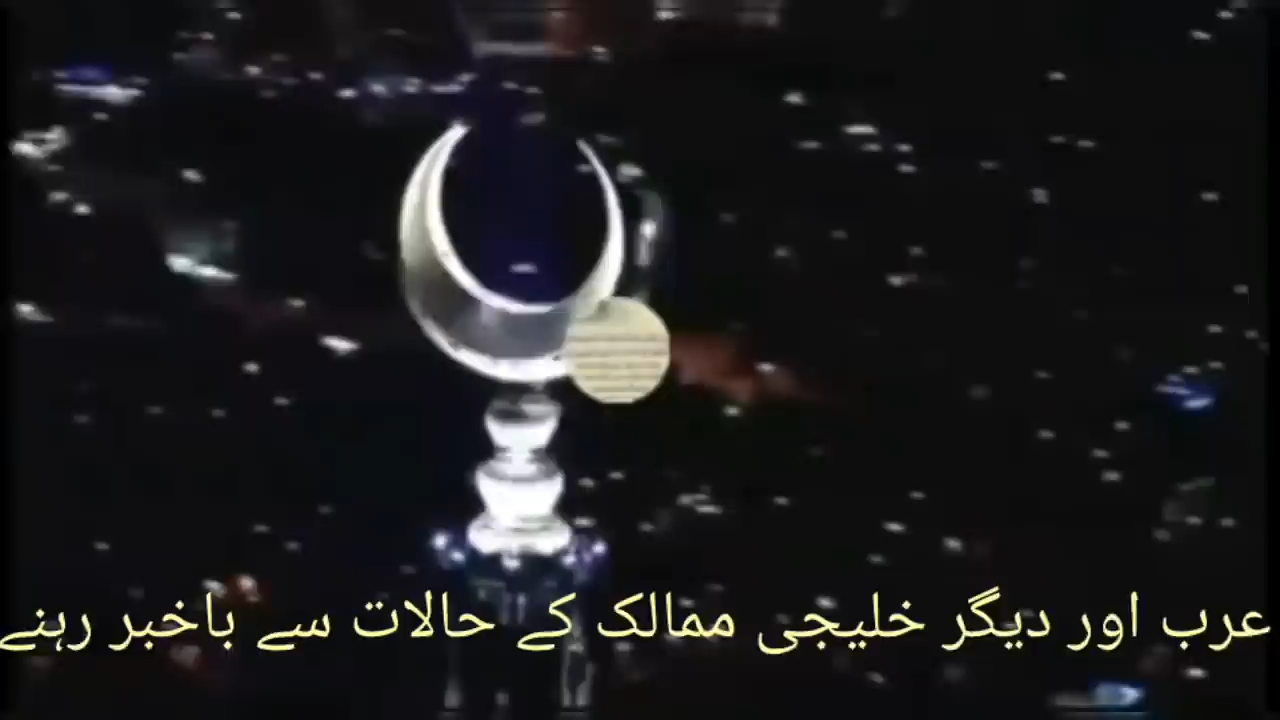 عرب اور دیگر خلیجی ممالک کے حالات سے باخبر رہنے